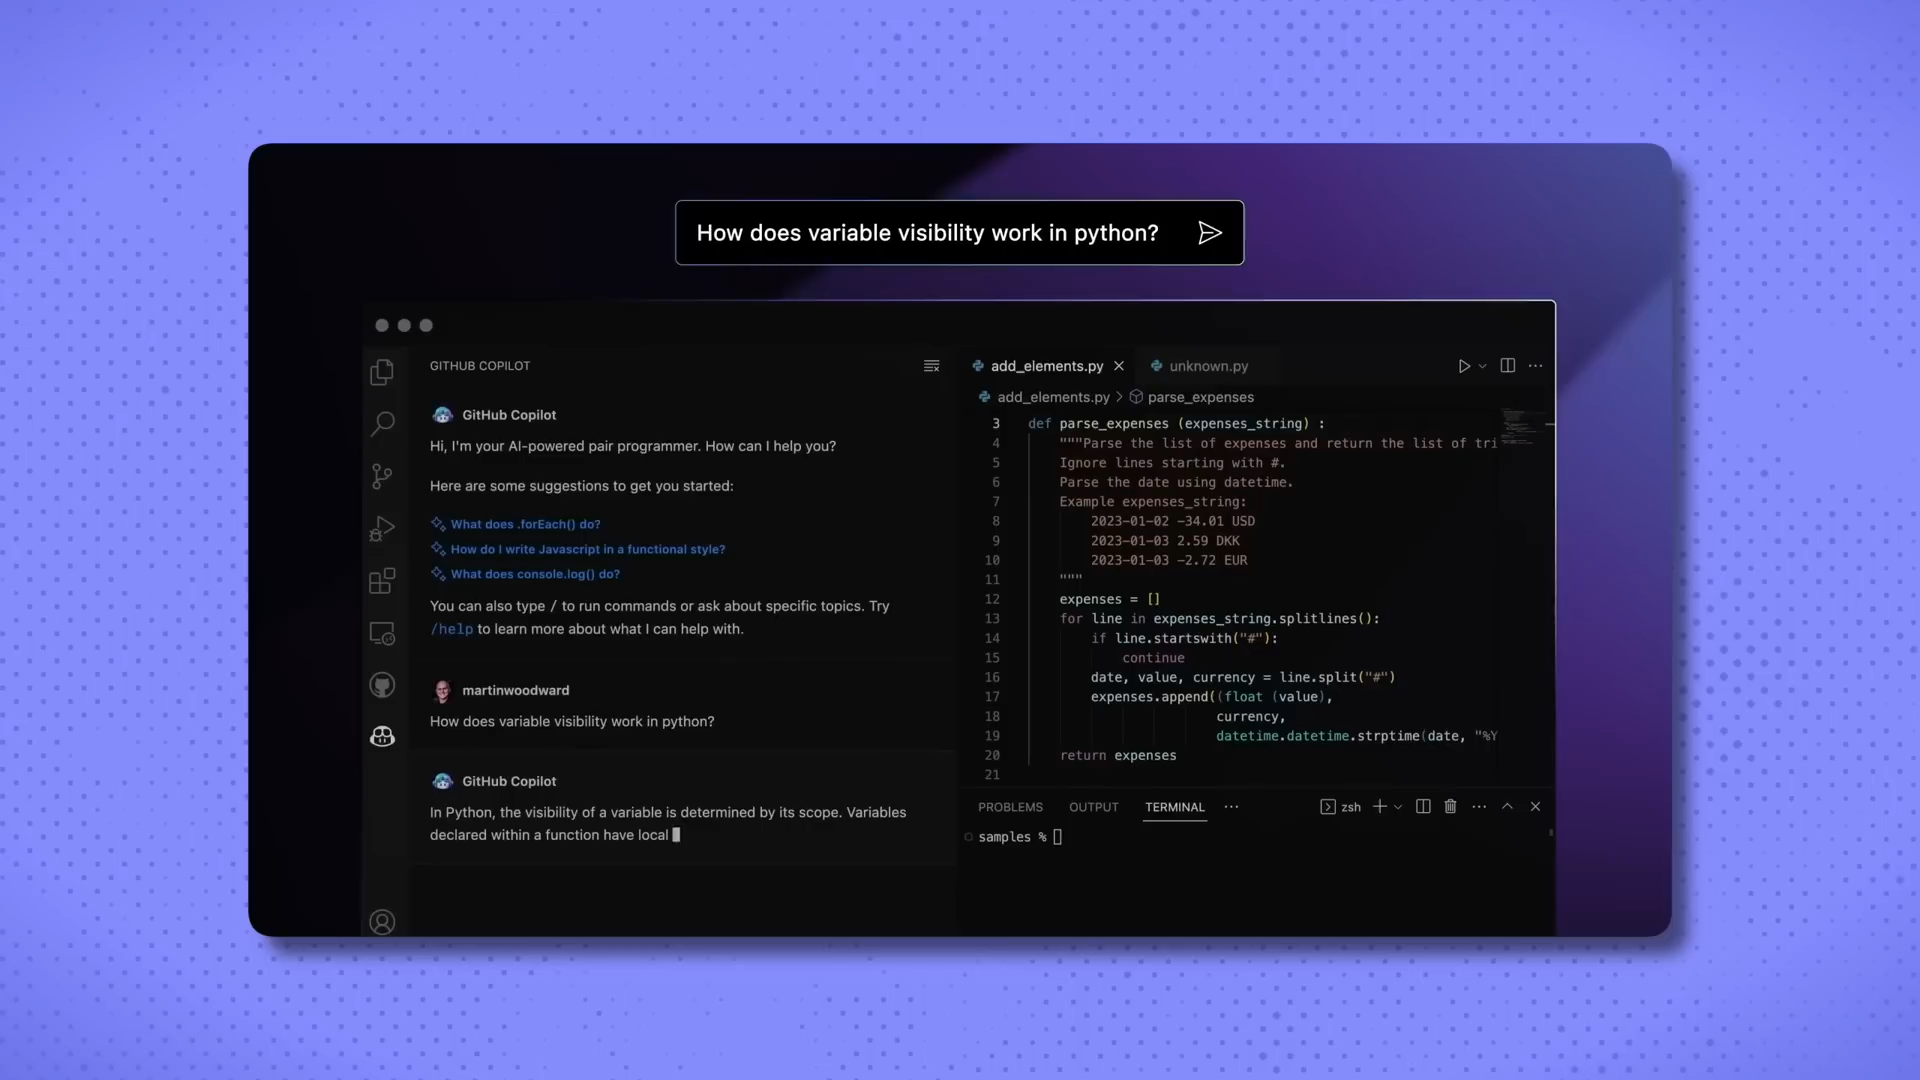 How does variable visibility work in python?
GITHUB COPILOT
GitHub Copilot
Hi, I'm your AI-powered pair programmer. How can I help you?
Here are some suggestions to get you started:
What does .forEach() do?
How do I write Javascript in a functional style?
What does console.log() do?
You can also type / to run commands or ask about specific topics. Try
/help to learn more about what I can help with.
martinwoodward
How does variable visibility work in python?
GitHub Copilot
In Python, the visibility of a variable is determined by its scope. Variables
declared within a function have local
add_elements.py unknown.py
add_elements.py > parse_expenses
3 def parse_expenses (expenses_string) :
4 """Parse the list of expenses and return the list of tri
5 Ignore lines starting with #.
6 Parse the date using datetime.
7 Example expenses_string:
8 2023-01-02 -34.01 USD
9 2023-01-03 2.59 DKK
10 2023-01-03 -2.72 EUR
11 """
12 expenses = []
13 for line in expenses_string.splitlines():
14 if line.startswith("#"):
15 continue
16 date, value, currency = line.split("#")
17 expenses.append((float (value),
18 currency,
19 datetime.datetime.strptime(date, "%Y
20 return expenses
21
PROBLEMS OUTPUT TERMINAL ··· zsh
samples %